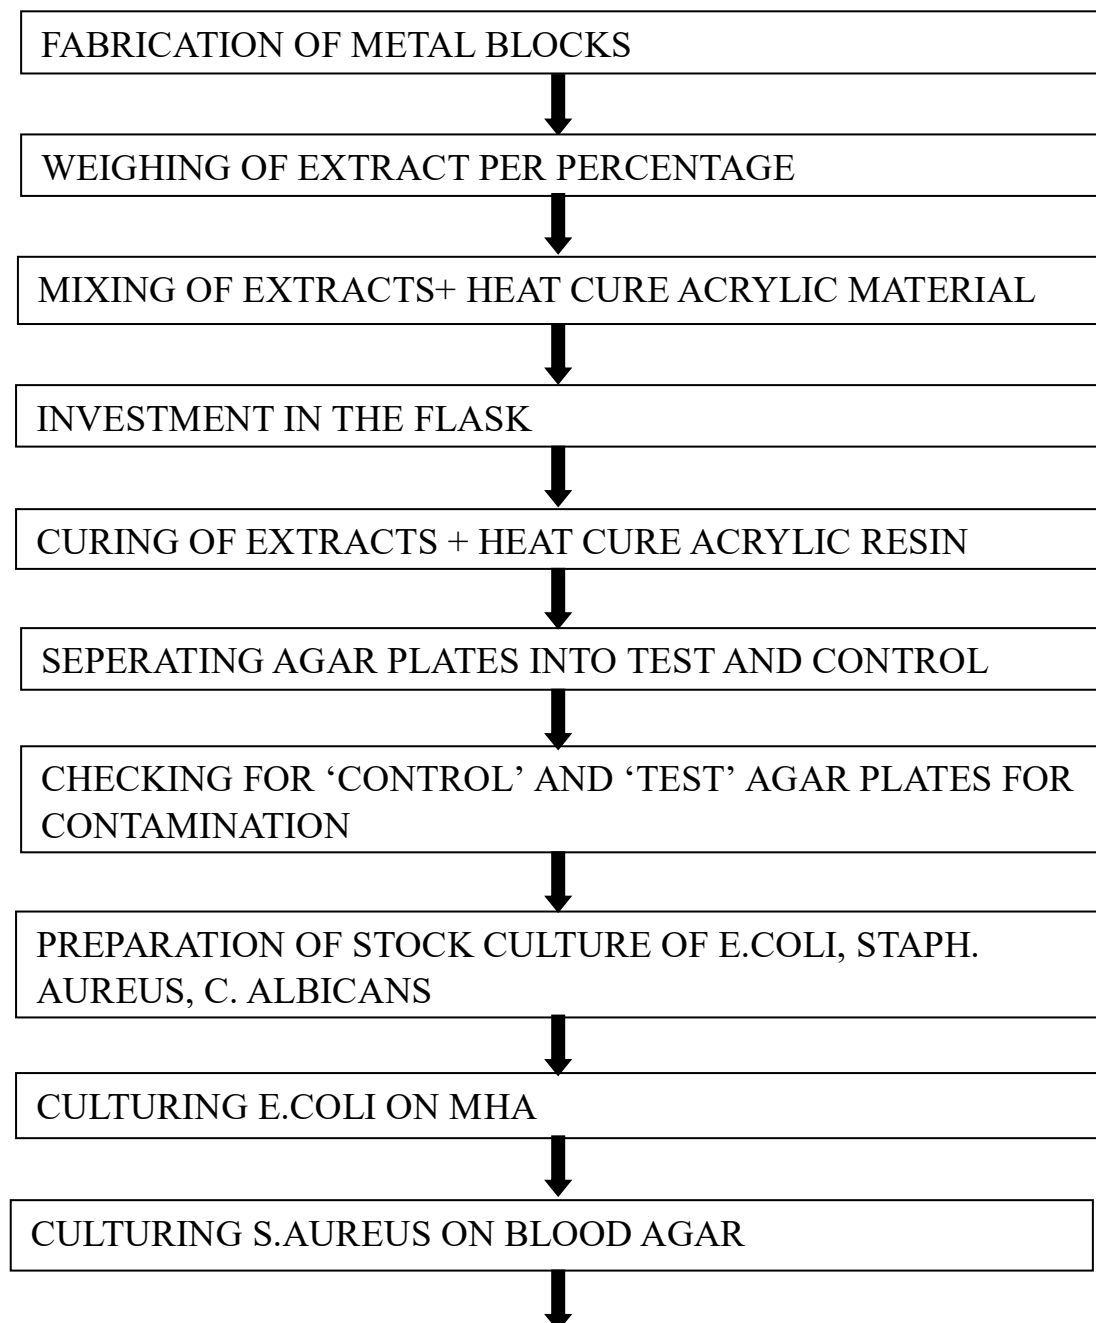 FABRICATION OF METAL BLOCKS
WEIGHING OF EXTRACT PER PERCENTAGE
MIXING OF EXTRACTS+ HEAT CURE ACRYLIC MATERIAL
INVESTMENT IN THE FLASK
CURING OF EXTRACTS + HEAT CURE ACRYLIC RESIN
SEPERATING AGAR PLATES INTO TEST AND CONTROL
CHECKING FOR ‘CONTROL’ AND ‘TEST’ AGAR PLATES FOR
CONTAMINATION
PREPARATION OF STOCK CULTURE OF E.COLI, STAPH.
AUREUS, C. ALBICANS
CULTURING E.COLI ON MHA
CULTURING S.AUREUS ON BLOOD AGAR